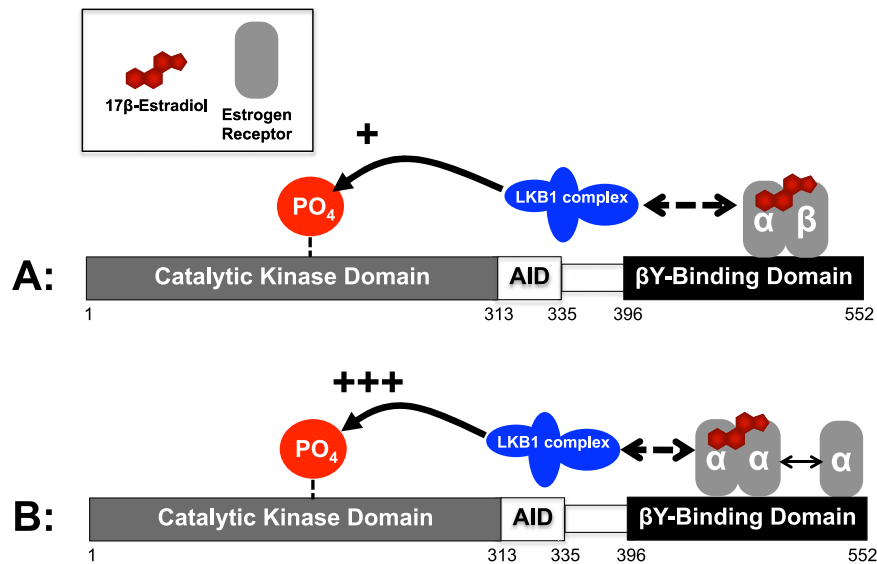 17β-Estradiol
Estrogen
Receptor
+
LKB1 complex
PO4
α β
A:
Catalytic Kinase Domain AID βY-Binding Domain
1 313 335 396 552
+++
LKB1 complex
PO4
α α α
B:
Catalytic Kinase Domain AID βY-Binding Domain
1 313 335 396 552